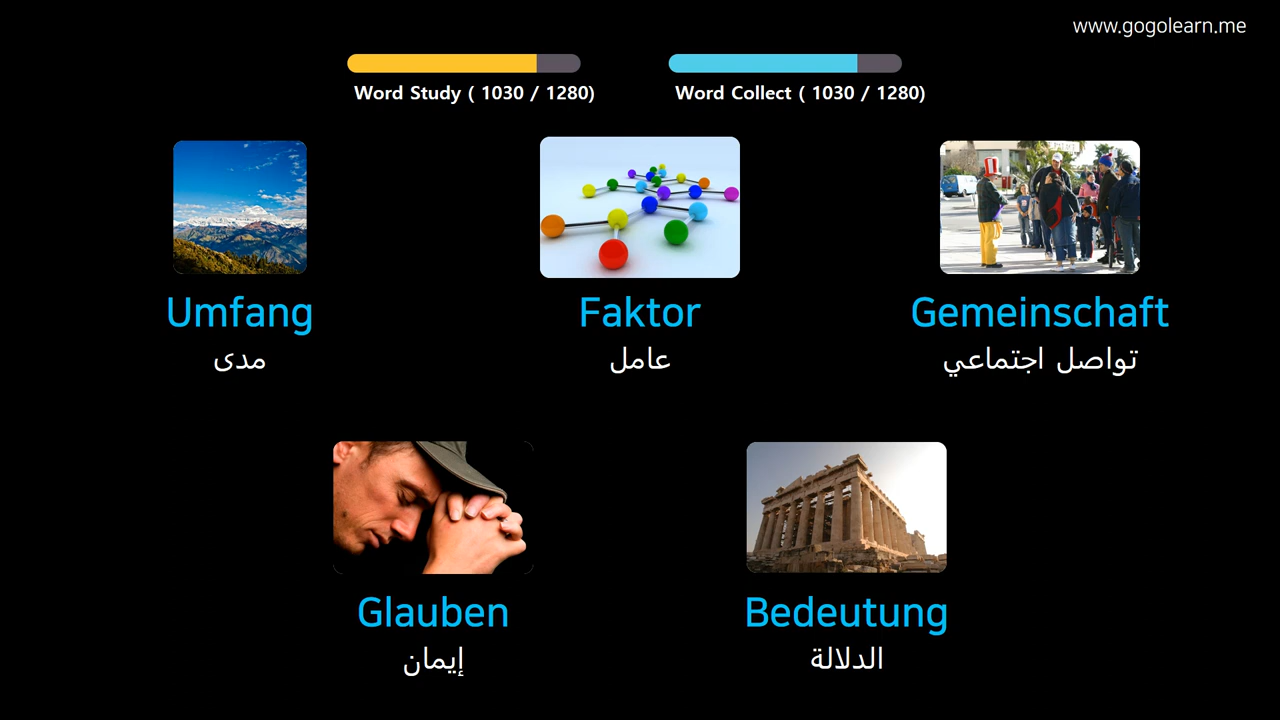 www.gogolearn.me
Word Study ( 1030 / 1280)
Word Collect ( 1030 / 1280)
Umfang
مدى
Faktor
عامل
Gemeinschaft
تواصل اجتماعي
Glauben
إيمان
Bedeutung
الدلالة